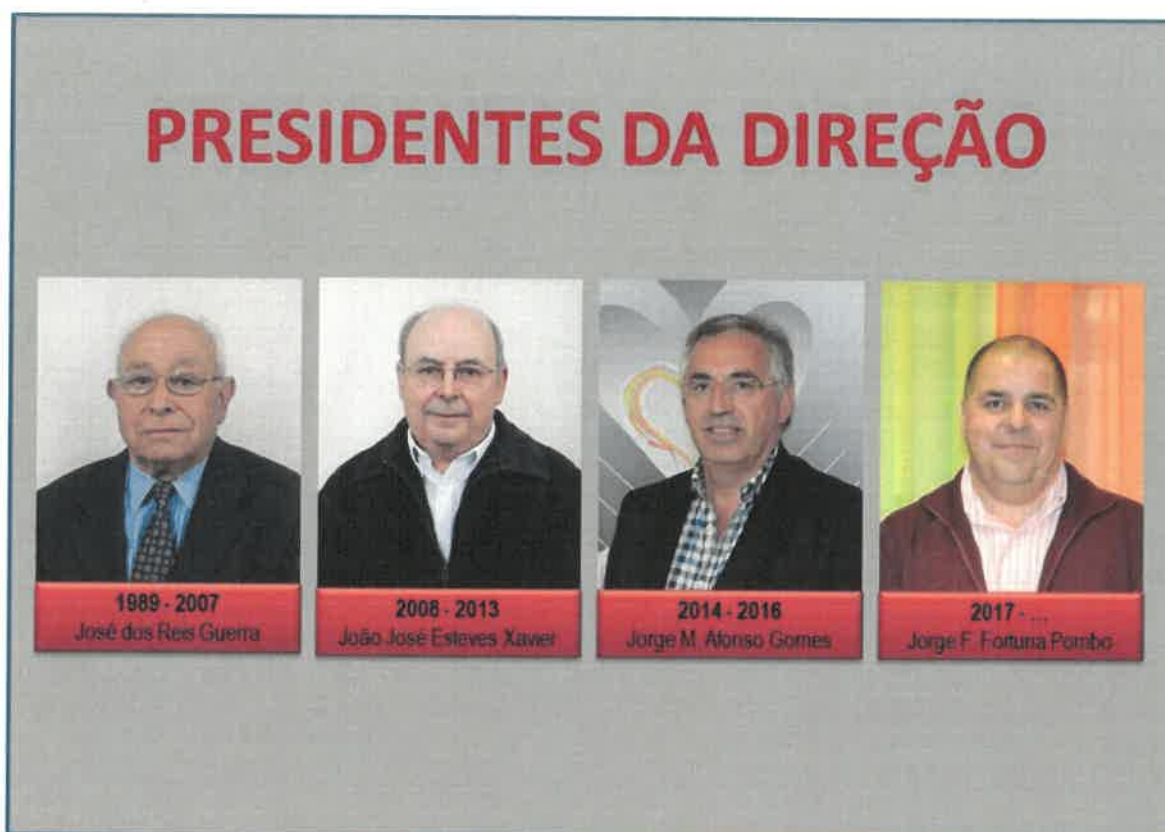 PRESIDENTES DA DIREÇÃO
1989 - 2007
José dos Reis Guerra
2008 - 2013
João José Esteves Xavier
2014 - 2016
Jorge M. Afonso Gomes
2017 - ...
Jorge F. Fortuna Pombo